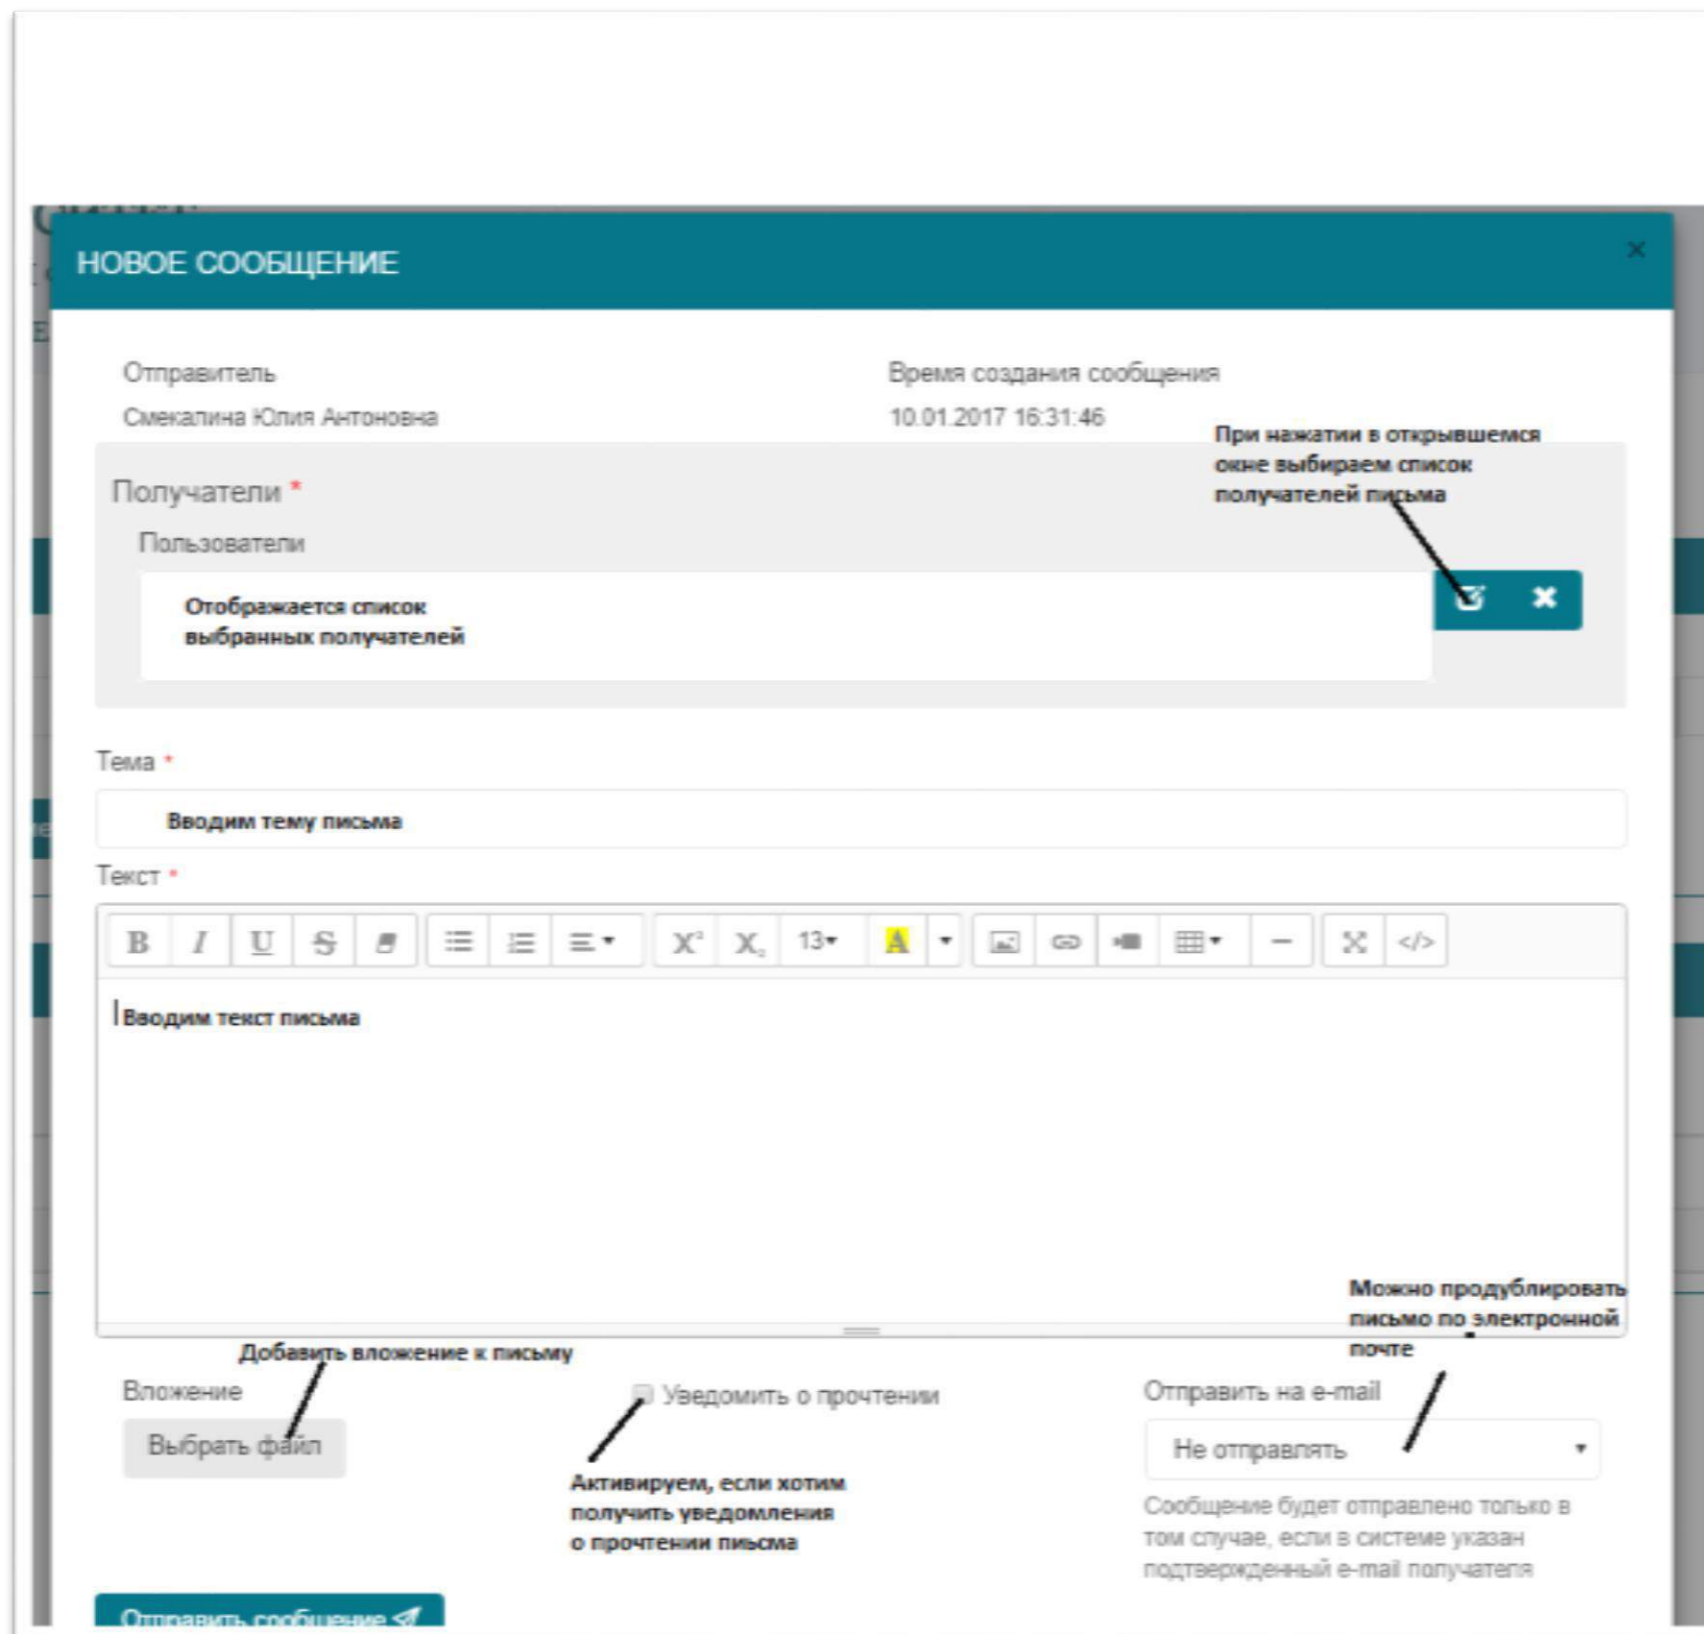 НОВОЕ СООБЩЕНИЕ
×
Отправитель
Время создания сообщения
Смекалина Юлия Антоновна
10.01.2017 16:31:46
При нажатии в открывшемся
окне выбираем список
получателей письма
Получатели *
Пользователи
Отображается список
выбранных получателей
Тема *
Вводим тему письма
Текст *
B I U S X² X₂ 13 A </>
Вводим текст письма
Можно продублировать
письмо по электронной
почте
Добавить вложение к письму
Вложение
Уведомить о прочтении
Отправить на e-mail
Выбрать файл
Не отправлять
Активируем, если хотим
получить уведомления
о прочтении пиьсма
Сообщение будет отправлено только в
том случае, если в системе указан
подтвержденный e-mail получателя
Отправить сообщение